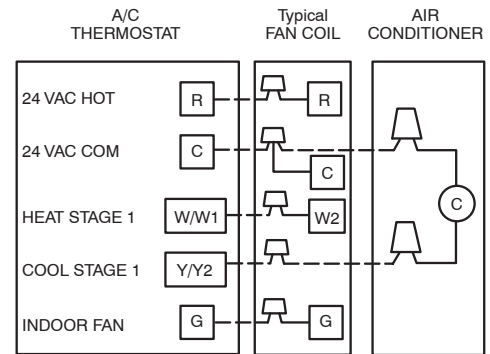 A/C
THERMOSTAT
Typical
FAN COIL
AIR
CONDITIONER
24 VAC HOT R R
24 VAC COM C
C
HEAT STAGE 1 W/W1 W2
C
COOL STAGE 1 Y/Y2
INDOOR FAN G G